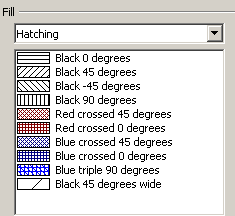 Fill
Hatching
Black 0 degrees
Black 45 degrees
Black -45 degrees
Black 90 degrees
Red crossed 45 degrees
Red crossed 0 degrees
Blue crossed 45 degrees
Blue crossed 0 degrees
Blue triple 90 degrees
Black 45 degrees wide